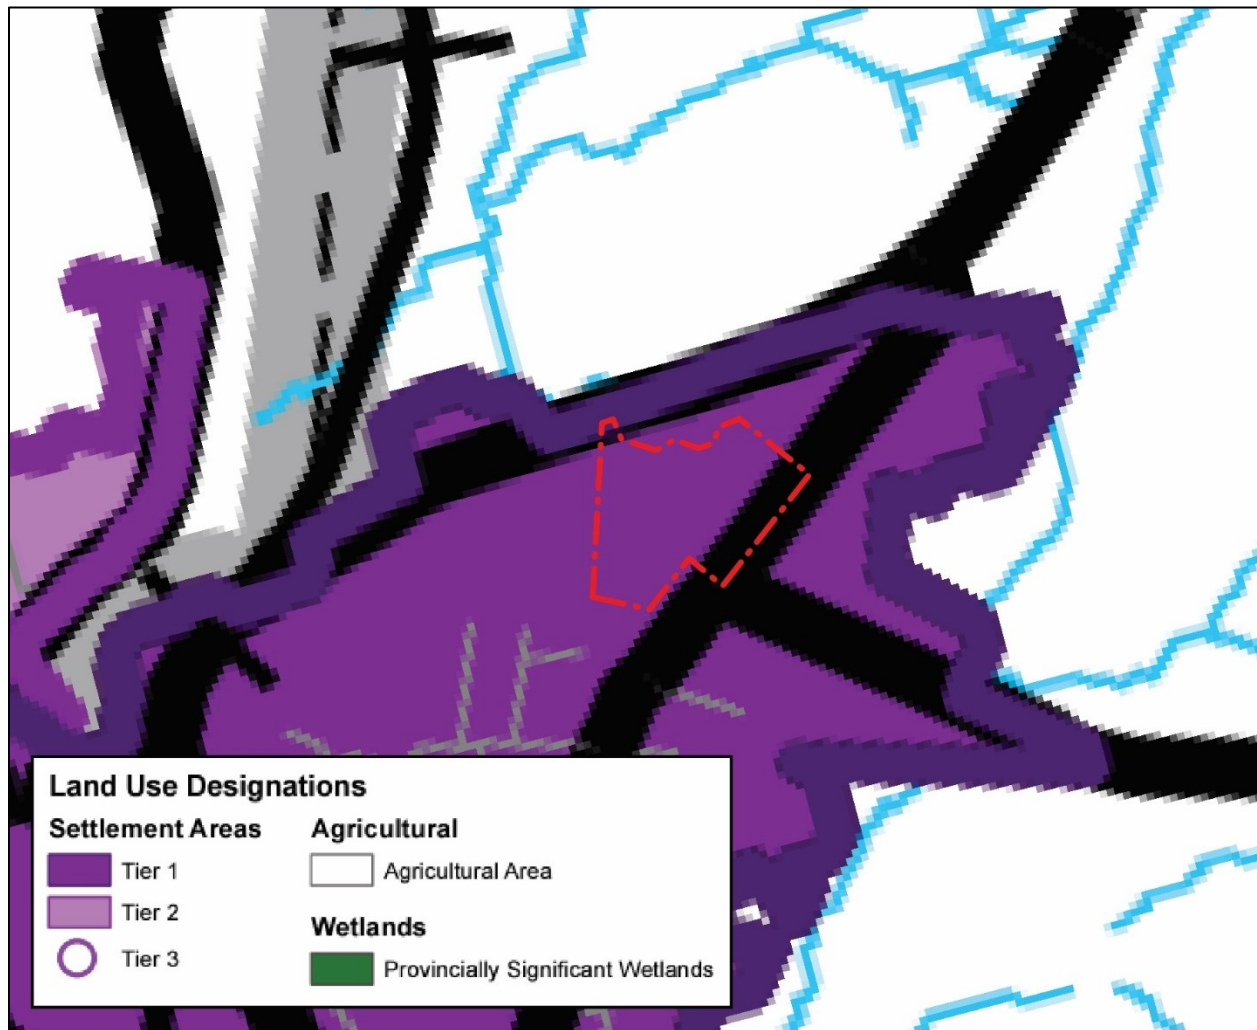 Land Use Designations
Settlement Areas
Tier 1
Tier 2
Tier 3
Agricultural
Agricultural Area
Wetlands
Provincially Significant Wetlands